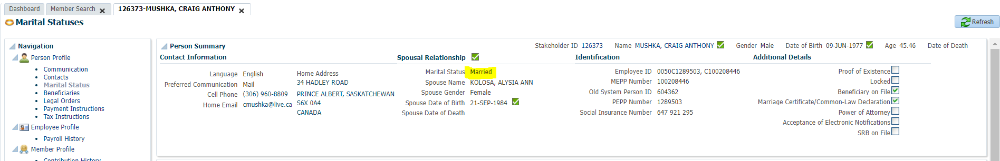 Dashboard Member Search 126373-MUSHKA, CRAIG ANTHONY
Marital Statuses
Refresh
Navigation
Person Profile
Communication
Contacts
Marital Status
Beneficiaries
Legal Orders
Payment Instructions
Tax Instructions
Employee Profile
Payroll History
Member Profile
Contribution History
Person Summary
Stakeholder ID 126373 Name MUSHKA, CRAIG ANTHONY Gender Male Date of Birth 09-JUN-1977 Age 45.46 Date of Death
Contact Information
Language English
Preferred Communication Mail
Cell Phone (306) 960-8809
Home Email cmushka@live.ca
Home Address
34 HADLEY ROAD
PRINCE ALBERT, SASKATCHEWAN
S6X 0A4
CANADA
Spousal Relationship
Marital Status Married
Spouse Name KOLOSA, ALYSIA ANN
Spouse Gender Female
Spouse Date of Birth 21-SEP-1984
Spouse Date of Death
Identification
Employee ID 0050C1289503, C100208446
MEPP Number 100208446
Old System Person ID 604362
PEPP Number 1289503
Social Insurance Number 647 921 295
Additional Details
Proof of Existence
Locked
Beneficiary on File
Marriage Certificate/Common-Law Declaration
Power of Attorney
Acceptance of Electronic Notifications
SRB on File